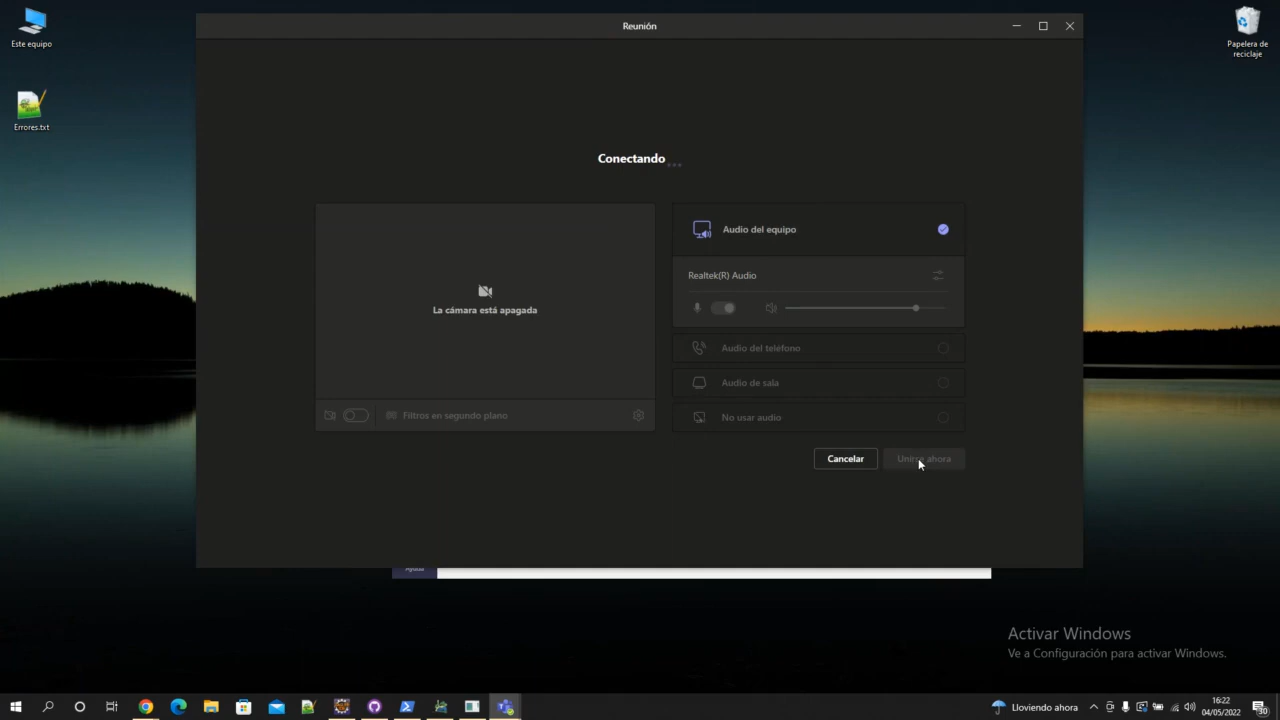 Reunión
Este equipo
Papelera de
reciclaje
Errores.txt
Conectando...
La cámara está apagada
Filtros en segundo plano
Audio del equipo
Realtek(R) Audio
Audio del teléfono
Audio de sala
No usar audio
Cancelar
Unirse ahora
Ayuda
Activar Windows
Ve a Configuración para activar Windows.
Lloviendo ahora
16:22
04/05/2022